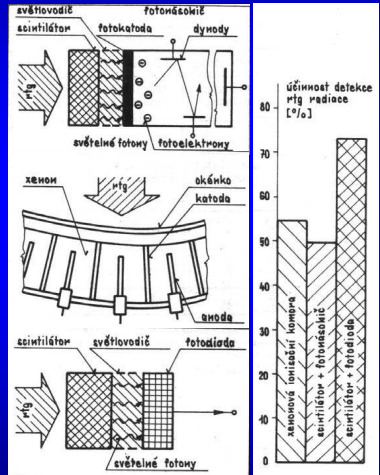 světlovodič fotonásobič
scintilátor fotokatoda dynody
rtg
světelné fotony fotoelektrony
xenon rtg okénko
katoda
anoda
scintilátor světlovodič fotodioda
rtg
světelné fotony
účinnost detekce
rtg radiace
[%]
80
70
60
50
40
30
20
10
0
xenonová ionisační komora
scintilátor + fotonásobič
scintilátor + fotodioda